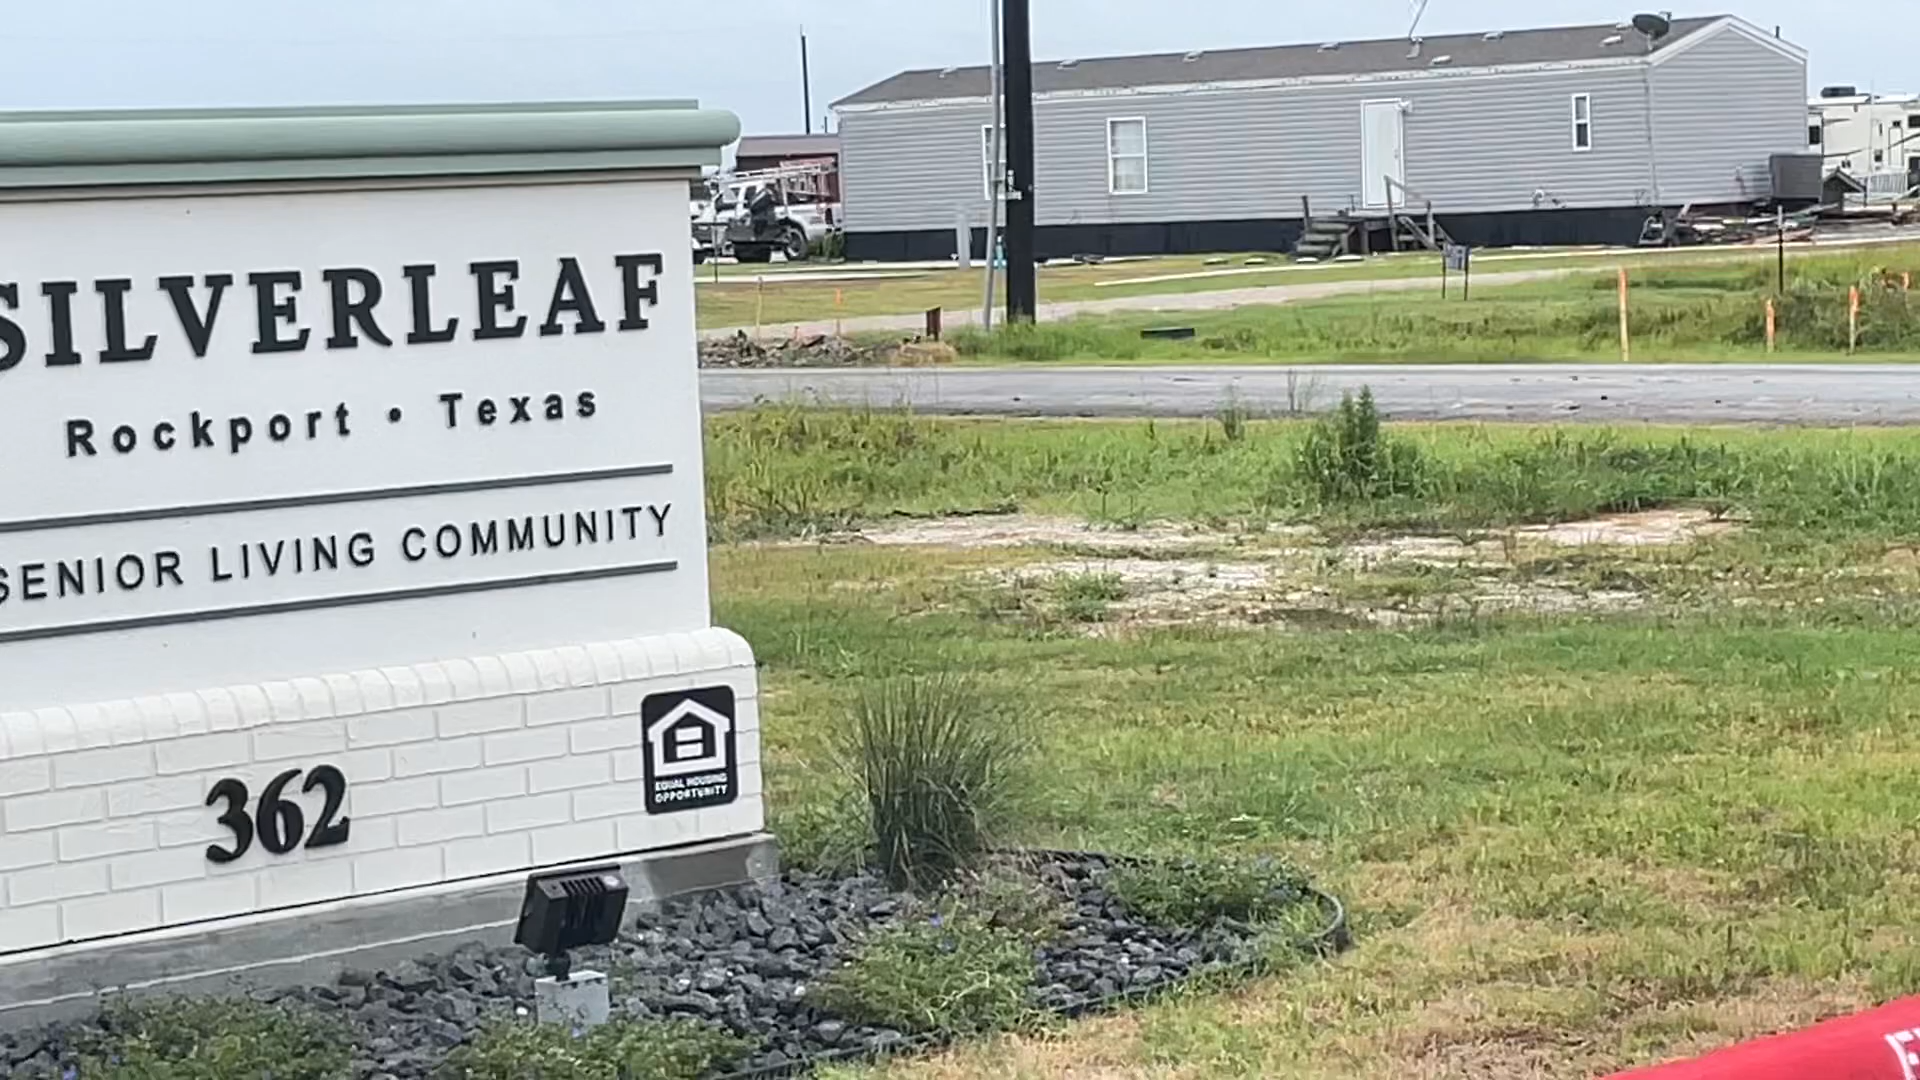 SILVERLEAF
Rockport • Texas
SENIOR LIVING COMMUNITY
362
EQUAL HOUSING
OPPORTUNITY